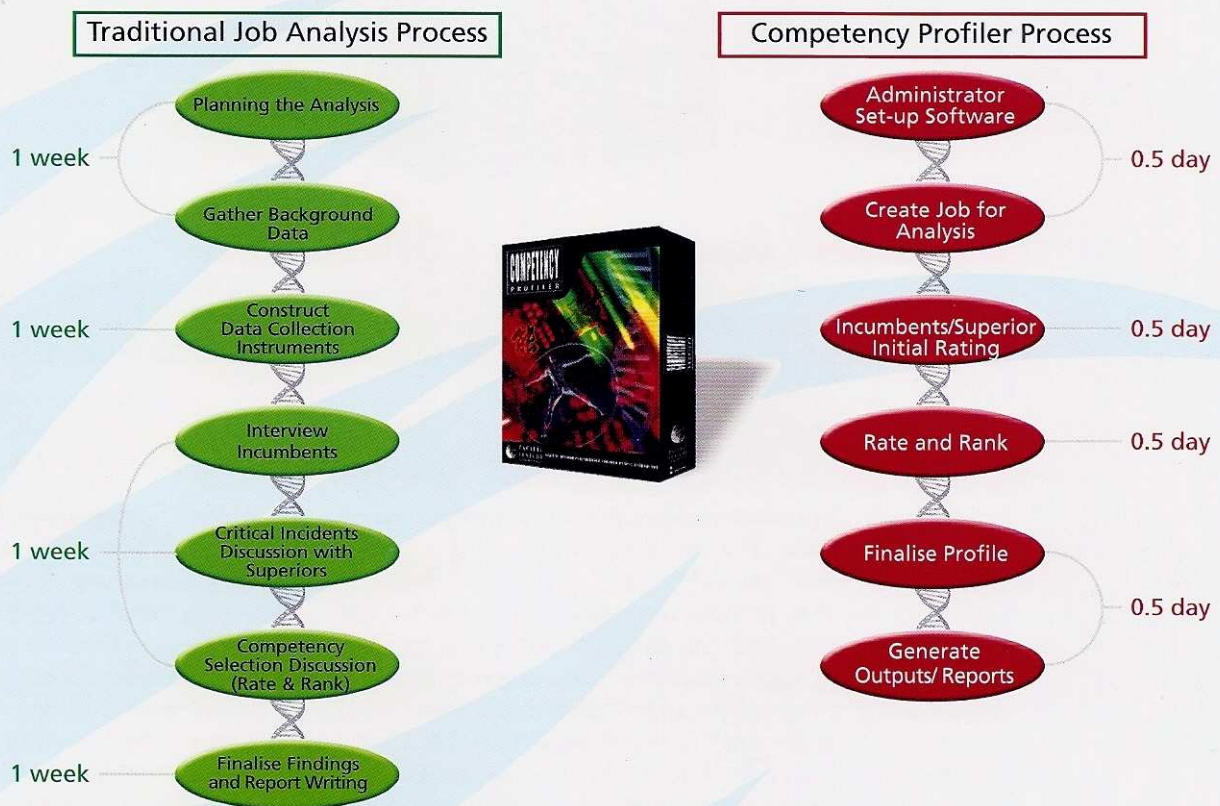 Traditional Job Analysis Process
Planning the Analysis
1 week
Gather Background
Data
1 week
Construct
Data Collection
Instruments
Interview
Incumbents
1 week
Critical Incidents
Discussion with
Superiors
Competency
Selection Discussion
(Rate & Rank)
1 week
Finalise Findings
and Report Writing
COMPETENCY
PROFILER
Competency Profiler Process
Administrator
Set-up Software
0.5 day
Create Job for
Analysis
Incumbents/Superior
Initial Rating
0.5 day
Rate and Rank
0.5 day
Finalise Profile
0.5 day
Generate
Outputs/ Reports